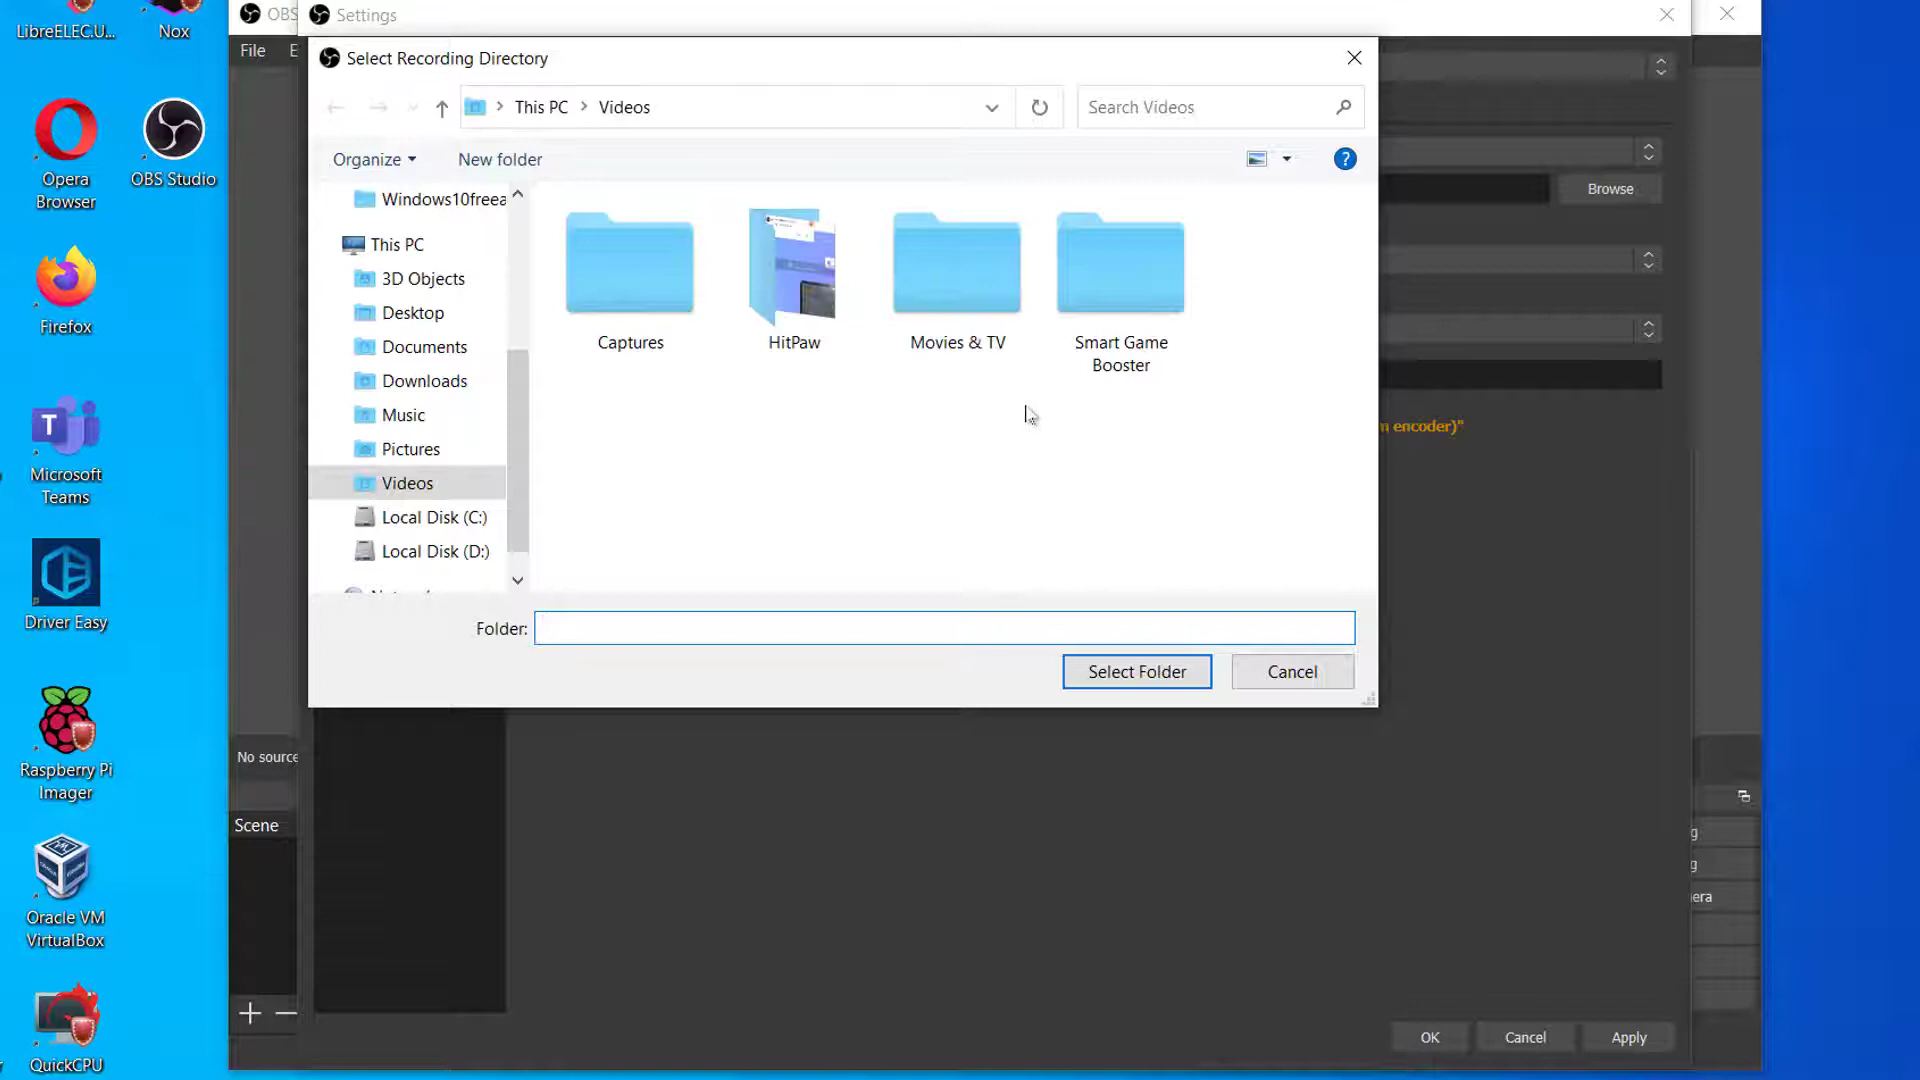 LibreELEC.U...
Nox
OBS
Settings
File
E
Select Recording Directory
This PC
Videos
Search Videos
Organize
New folder
Opera
Browser
OBS Studio
Browse
Windows10freea
This PC
3D Objects
Desktop
Documents
Downloads
Music
Pictures
Videos
Local Disk (C:)
Local Disk (D:)
Captures
HitPaw
Movies & TV
Smart Game
Booster
Firefox
T
Microsoft
Teams
encoder)"
Folder:
Select Folder
Cancel
Driver Easy
Raspberry Pi
Imager
No source
Scene
g
g
era
Oracle VM
VirtualBox
QuickCPU
OK
Cancel
Apply